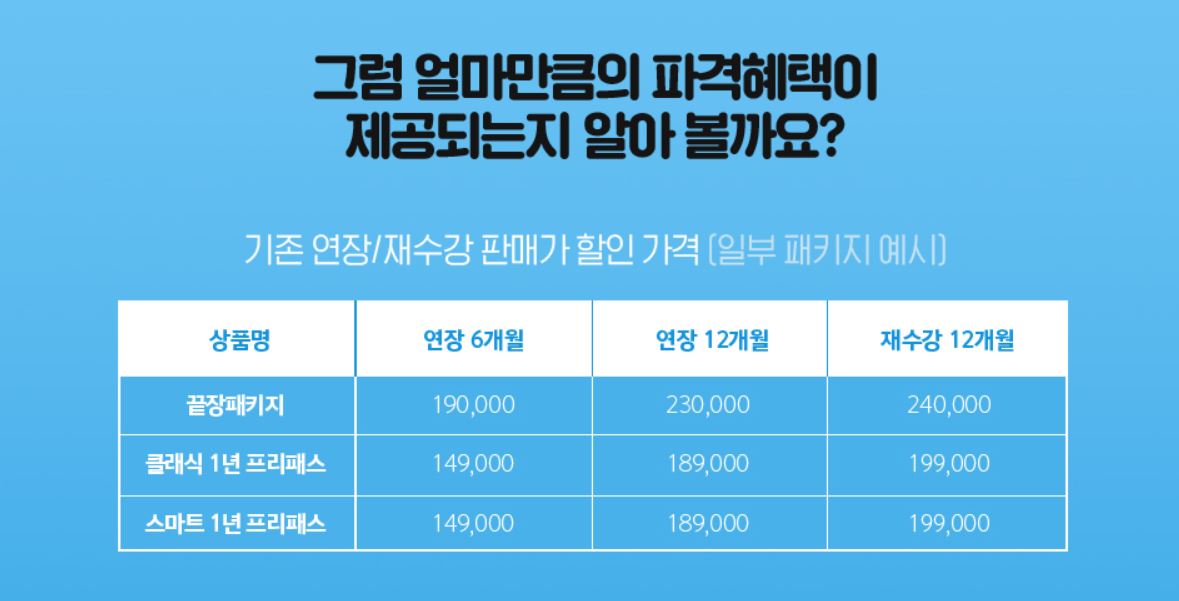 그럼 얼마만큼의 파격혜택이
제공되는지 알아 볼까요?
기존 연장/재수강 판매가 할인 가격 (일부 패키지 예시)
상품명 연장 6개월 연장 12개월 재수강 12개월
끝장패키지 190,000 230,000 240,000
클래식 1년 프리패스 149,000 189,000 199,000
스마트 1년 프리패스 149,000 189,000 199,000